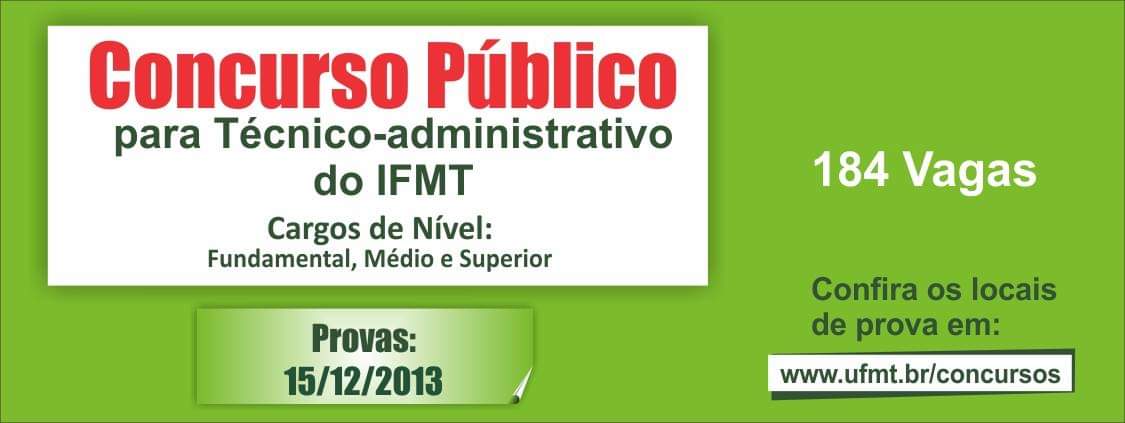 Concurso Público
para Técnico-administrativo
do IFMT
Cargos de Nível:
Fundamental, Médio e Superior
Provas:
15/12/2013
184 Vagas
Confira os locais
de prova em:
www.ufmt.br/concursos